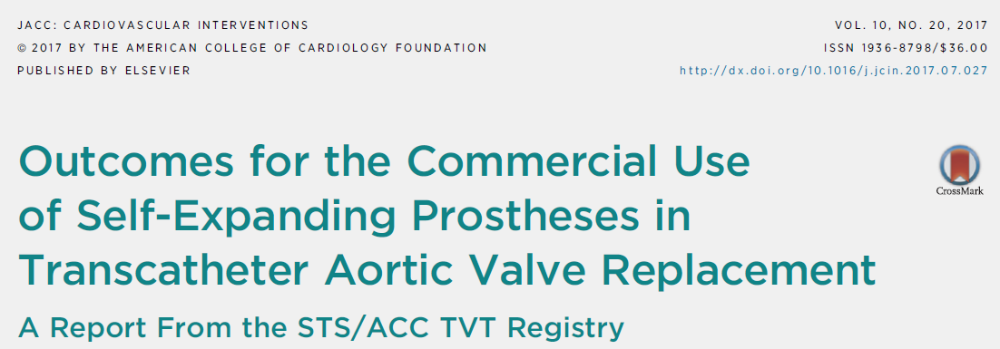 JACC: CARDIOVASCULAR INTERVENTIONS
© 2017 BY THE AMERICAN COLLEGE OF CARDIOLOGY FOUNDATION
PUBLISHED BY ELSEVIER
VOL. 10, NO. 20, 2017
ISSN 1936-8798/$36.00
http://dx.doi.org/10.1016/j.jcin.2017.07.027
Outcomes for the Commercial Use
of Self-Expanding Prostheses in
Transcatheter Aortic Valve Replacement
CrossMark
A Report From the STS/ACC TVT Registry